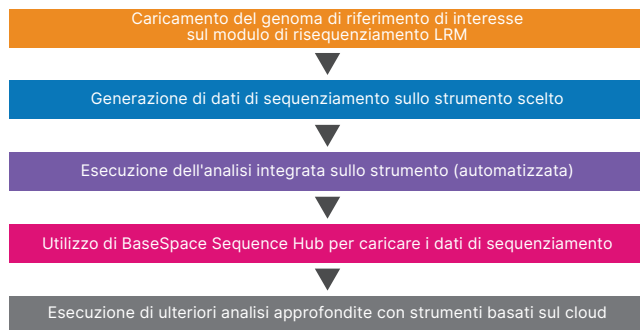 Caricamento del genoma di riferimento di interesse
sul modulo di risequenziamento LRM
Generazione di dati di sequenziamento sullo strumento scelto
Esecuzione dell'analisi integrata sullo strumento (automatizzata)
Utilizzo di BaseSpace Sequence Hub per caricare i dati di sequenziamento
Esecuzione di ulteriori analisi approfondite con strumenti basati sul cloud